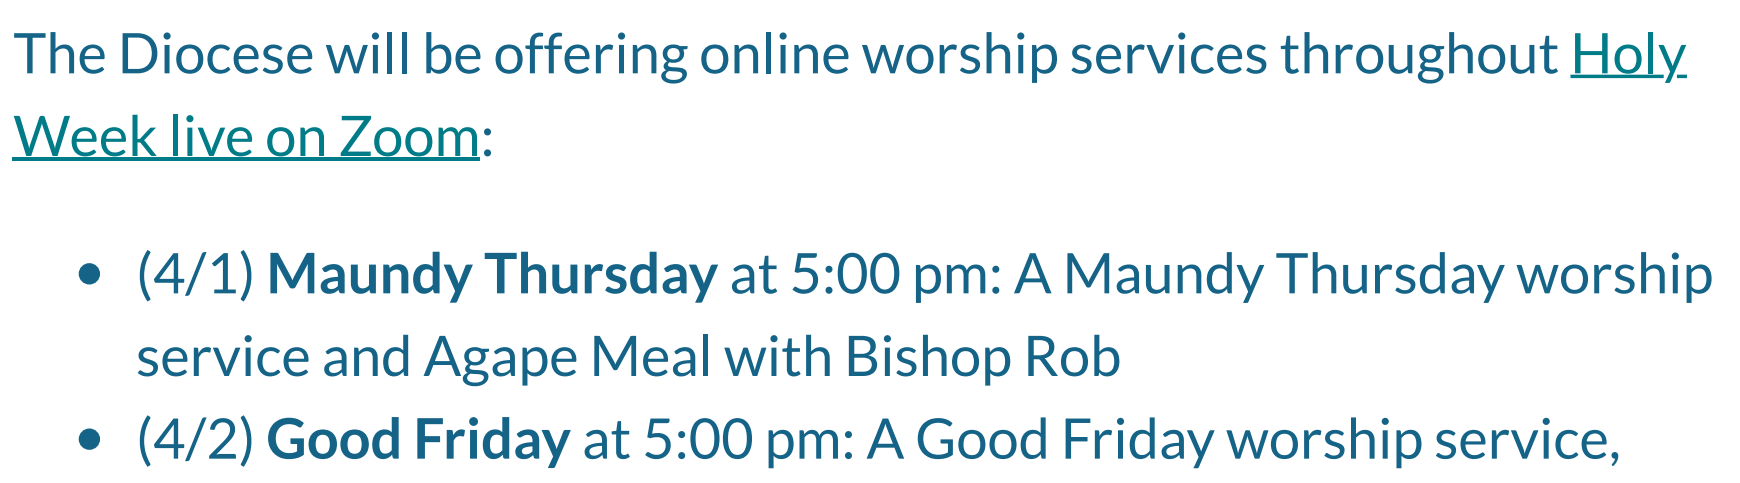 The Diocese will be offering online worship services throughout Holy
Week live on Zoom:
• (4/1) Maundy Thursday at 5:00 pm: A Maundy Thursday worship
service and Agape Meal with Bishop Rob
• (4/2) Good Friday at 5:00 pm: A Good Friday worship service,